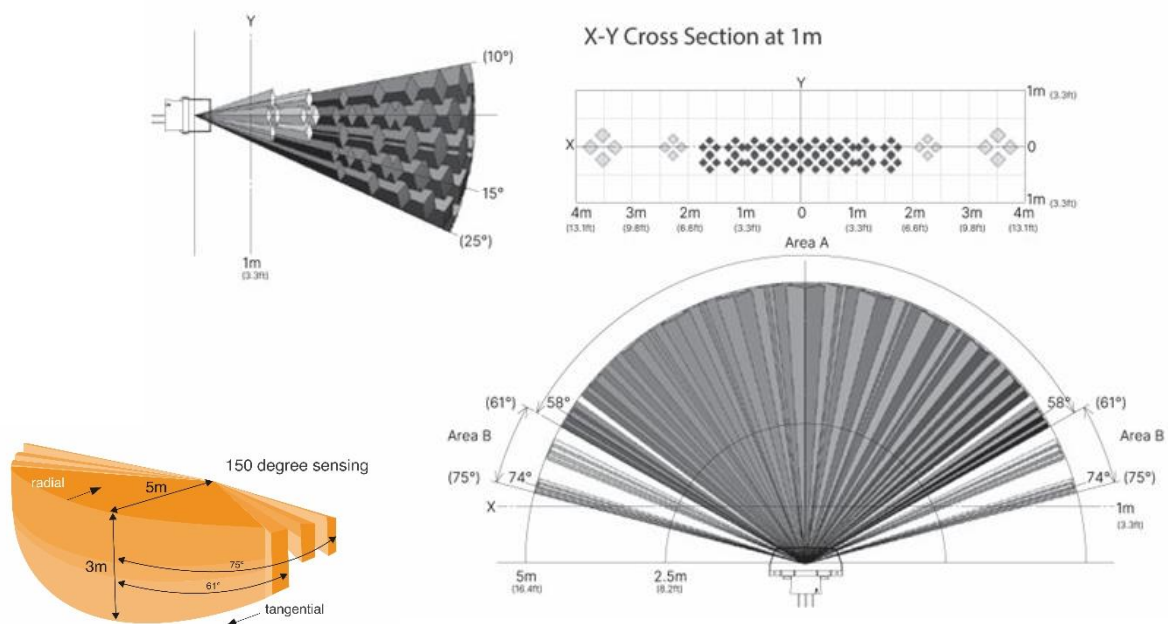 Y
(10°)
15°
(25°)
1m
(3.3ft)
X-Y Cross Section at 1m
Y
1m (3.3ft)
X
0
1m (3.3ft)
4m 3m 2m 1m 0 1m 2m 3m 4m
(13.1ft) (9.8ft) (6.6ft) (3.3ft) (3.3ft) (6.6ft) (9.8ft) (13.1ft)
Area A
(61°) 58° 58° (61°)
Area B Area B
(75°) 74° 74° (75°)
X 1m
(3.3ft)
5m 2.5m
(16.4ft) (8.2ft)
150 degree sensing
radial
5m
3m
75°
61°
tangential